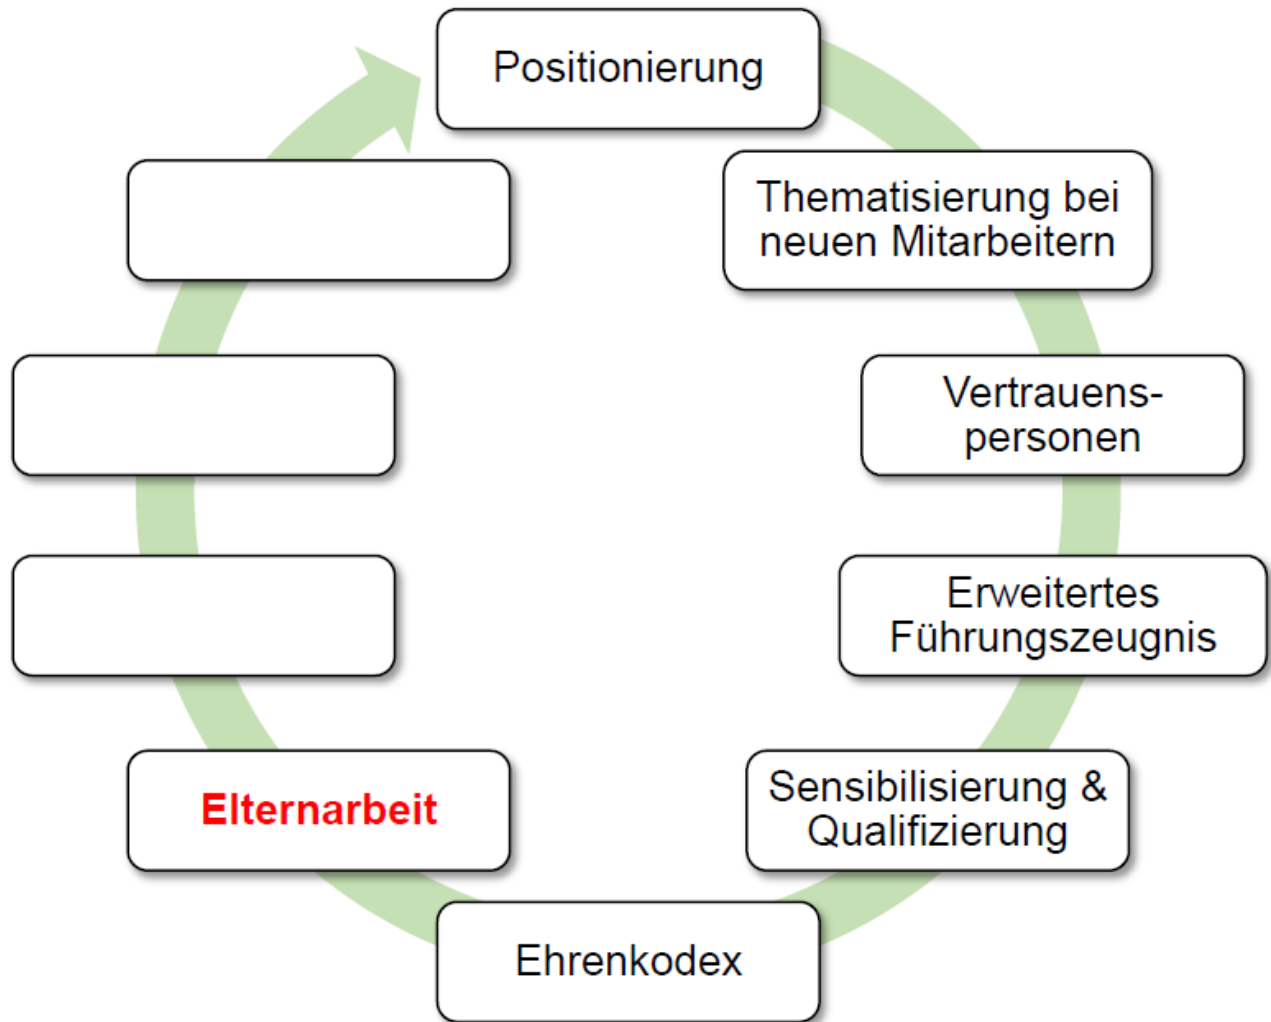 Positionierung
Thematisierung bei
neuen Mitarbeitern
Vertrauens-
personen
Erweitertes
Führungszeugnis
Sensibilisierung &
Qualifizierung
Ehrenkodex
Elternarbeit